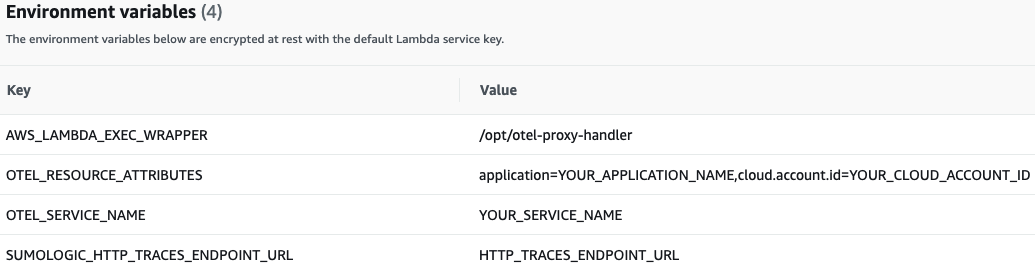 Environment variables (4)
The environment variables below are encrypted at rest with the default Lambda service key.
Key Value
AWS_LAMBDA_EXEC_WRAPPER /opt/otel-proxy-handler
OTEL_RESOURCE_ATTRIBUTES application=YOUR_APPLICATION_NAME,cloud.account.id=YOUR_CLOUD_ACCOUNT_ID
OTEL_SERVICE_NAME YOUR_SERVICE_NAME
SUMOLOGIC_HTTP_TRACES_ENDPOINT_URL HTTP_TRACES_ENDPOINT_URL